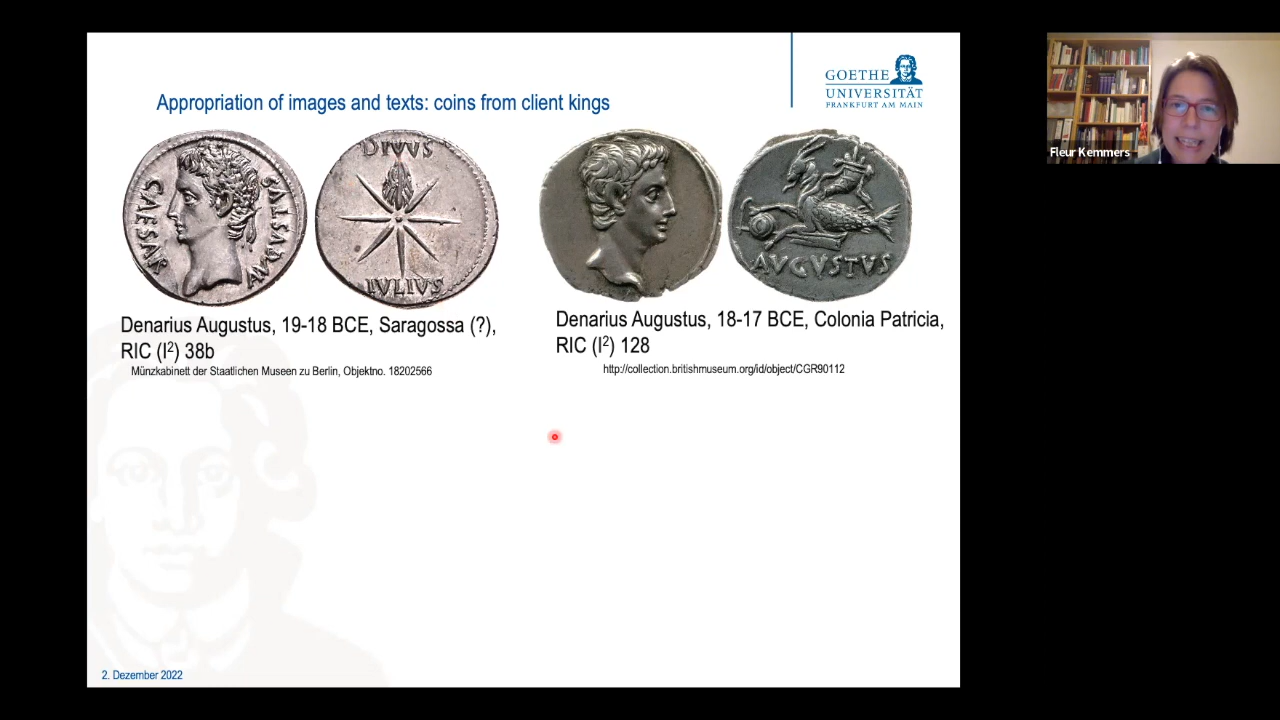 Appropriation of images and texts: coins from client kings
GOETHE
UNIVERSITÄT
FRANKFURT AM MAIN
Fleur Kemmers
CAESAR
AVGVSTVS
DIVVS
IVLIVS
AVGVSTVS
Denarius Augustus, 19-18 BCE, Saragossa (?),
RIC (I²) 38b
Münzkabinett der Staatlichen Museen zu Berlin, Objektno. 18202566
Denarius Augustus, 18-17 BCE, Colonia Patricia,
RIC (I²) 128
http://collection.britishmuseum.org/id/object/CGR90112
2. Dezember 2022